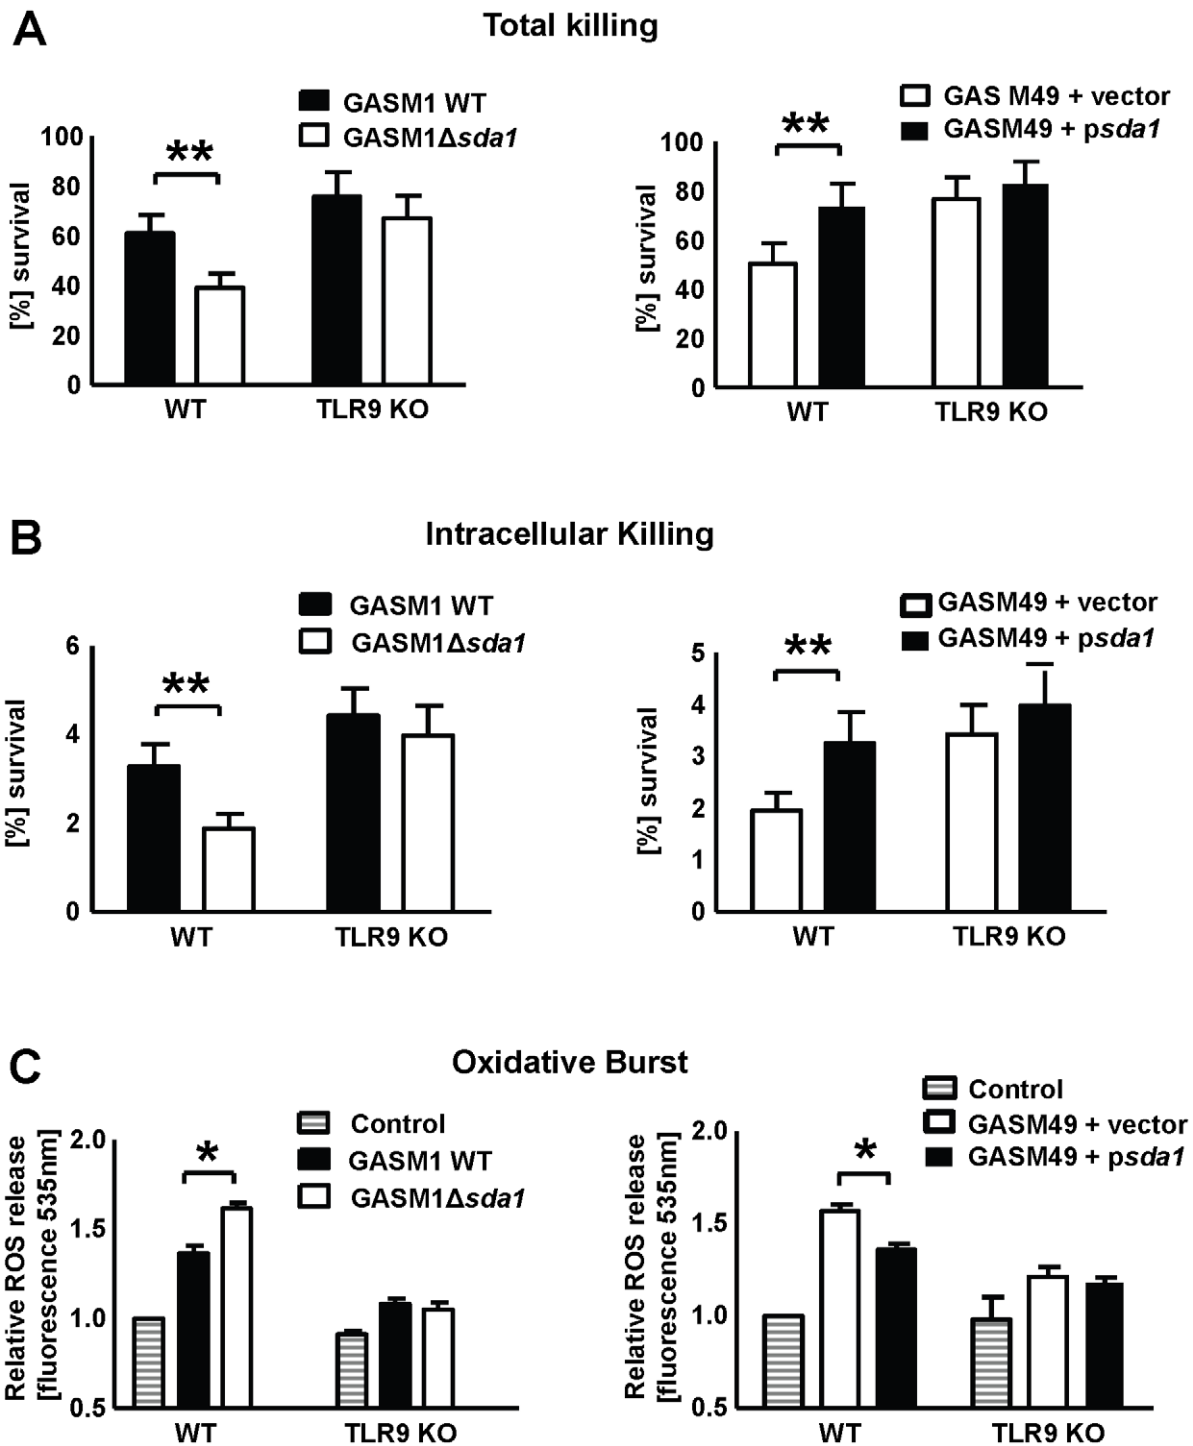 A
Total killing
GASM1 WT
GASM1Δsda1
[%] survival
100
80
60
40
20
0
**
WT
TLR9 KO
GAS M49 + vector
GASM49 + psda1
[%] survival
100
80
60
40
20
0
**
WT
TLR9 KO
B
Intracellular Killing
GASM1 WT
GASM1Δsda1
[%] survival
6
4
2
0
**
WT
TLR9 KO
GASM49 + vector
GASM49 + psda1
[%] survival
5
4
3
2
1
0
**
WT
TLR9 KO
C
Oxidative Burst
Control
GASM1 WT
GASM1Δsda1
Relative ROS release
[fluorescence 535nm]
2.0
1.5
1.0
0.5
*
WT
TLR9 KO
Control
GASM49 + vector
GASM49 + psda1
Relative ROS release
[fluorescence 535nm]
2.0
1.5
1.0
0.5
*
WT
TLR9 KO